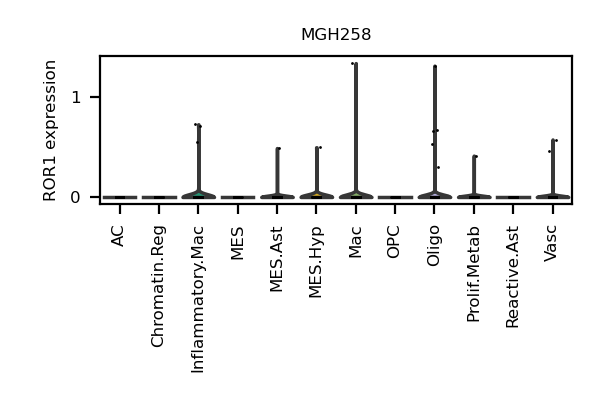 MGH258
ROR1 expression
1
0
AC
Chromatin.Reg
Inflammatory.Mac
MES
MES.Ast
MES.Hyp
Mac
OPC
Oligo
Prolif.Metab
Reactive.Ast
Vasc